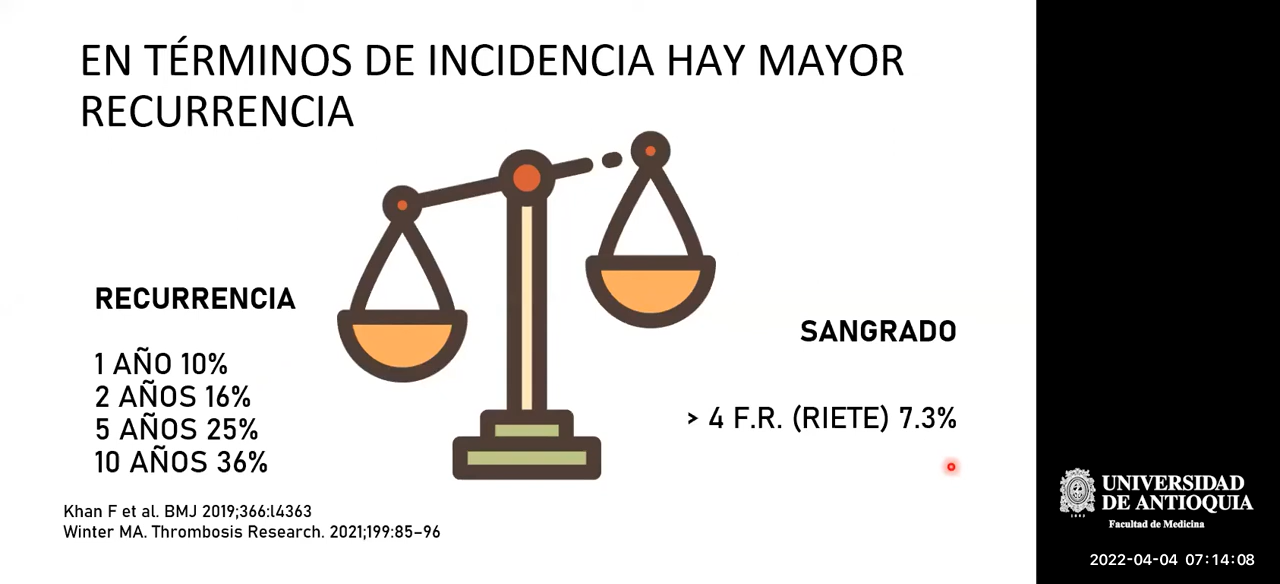 EN TÉRMINOS DE INCIDENCIA HAY MAYOR
RECURRENCIA
RECURRENCIA
1 AÑO 10%
2 AÑOS 16%
5 AÑOS 25%
10 AÑOS 36%
SANGRADO
> 4 F.R. (RIETE) 7.3%
Khan F et al. BMJ 2019;366:l4363
Winter MA. Thrombosis Research. 2021;199:85–96
UNIVERSIDAD
DE ANTIOQUIA
Facultad de Medicina
2022-04-04 07:14:08